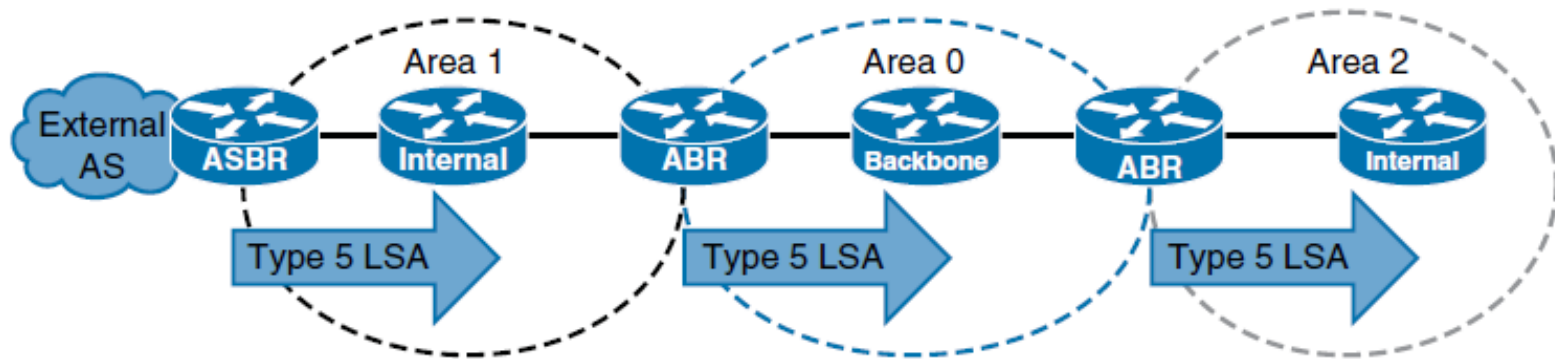 Area 1
Area 0
Area 2
External
AS
ASBR
Internal
ABR
Backbone
ABR
Internal
Type 5 LSA
Type 5 LSA
Type 5 LSA